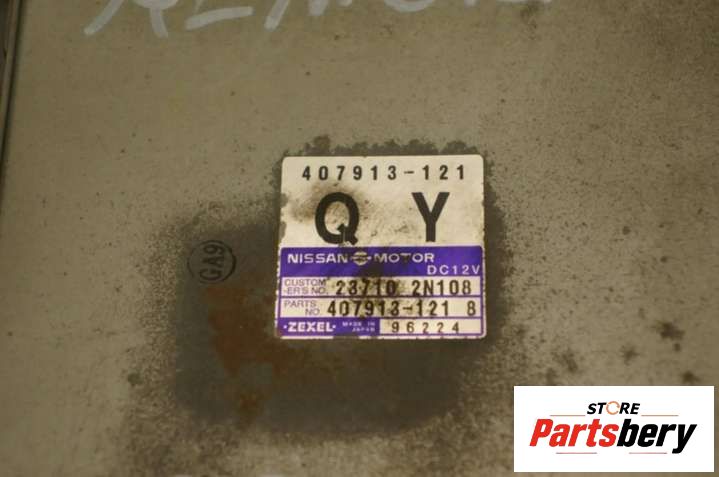 407913-121
Q Y
NISSAN MOTOR
DC12V
CUSTOM
-ER'S NO. 23710 2N108
PARTS
NO. 407913-121 8
·ZEXEL· MADE IN
JAPAN 96224
GA9
STORE
Partsbery